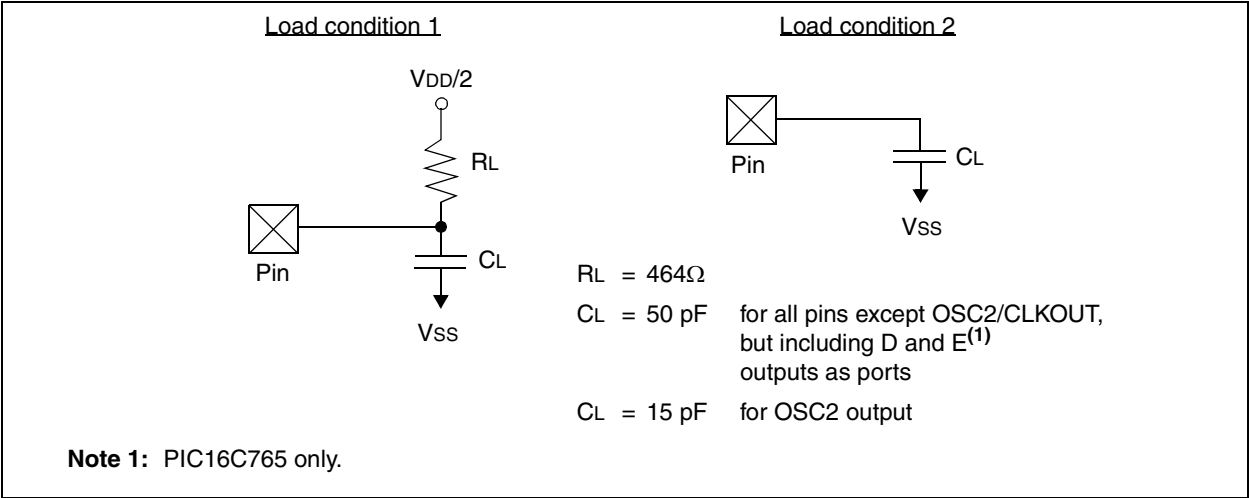 Load condition 1
VDD/2
RL
Pin
CL
VSS
Load condition 2
Pin
CL
VSS
RL = 464Ω
CL = 50 pF for all pins except OSC2/CLKOUT,
but including D and E(1)
outputs as ports
CL = 15 pF for OSC2 output
Note 1: PIC16C765 only.